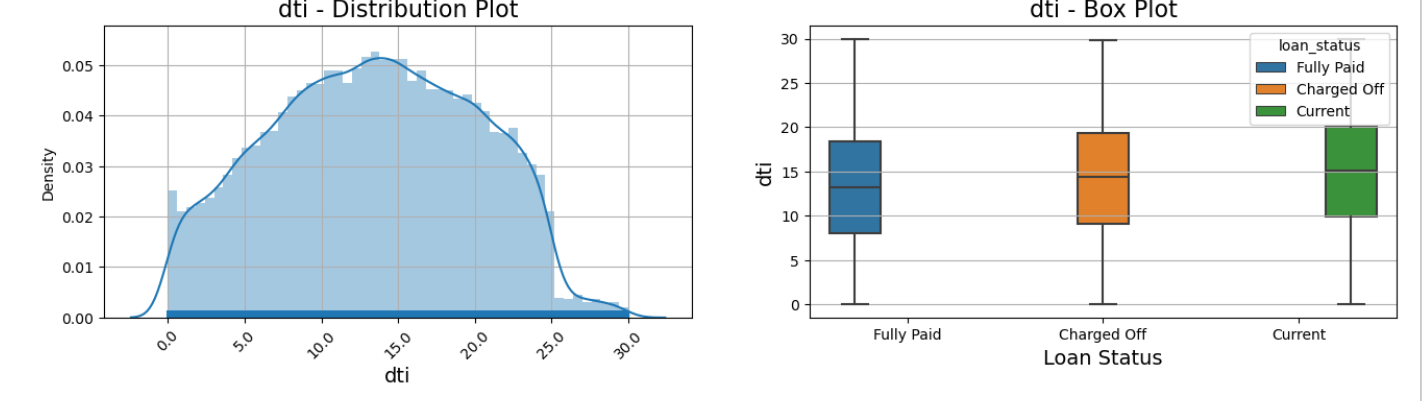 dti - Distribution Plot
0.05
0.04
0.03
0.02
0.01
0.00
Density
0.0
5.0
10.0
15.0
20.0
25.0
30.0
dti
dti - Box Plot
30
25
20
15
10
5
0
dti
loan_status
Fully Paid
Charged Off
Current
Fully Paid
Charged Off
Current
Loan Status